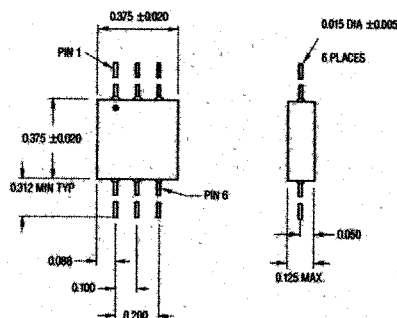 0.375 ±0.020
0.015 DIA ±0.005
PIN 1
6 PLACES
0.375 ±0.020
0.312 MIN TYP
PIN 6
0.088
0.050
0.100
0.125 MAX.
0.200